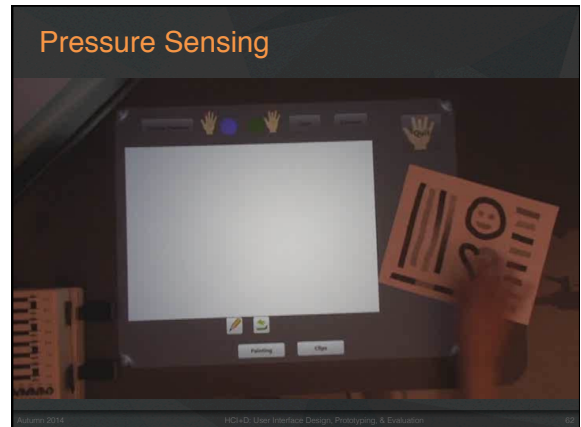 Pressure Sensing
Painting
Clips
Autumn 2014
HCI+D: User Interface Design, Prototyping, & Evaluation
62